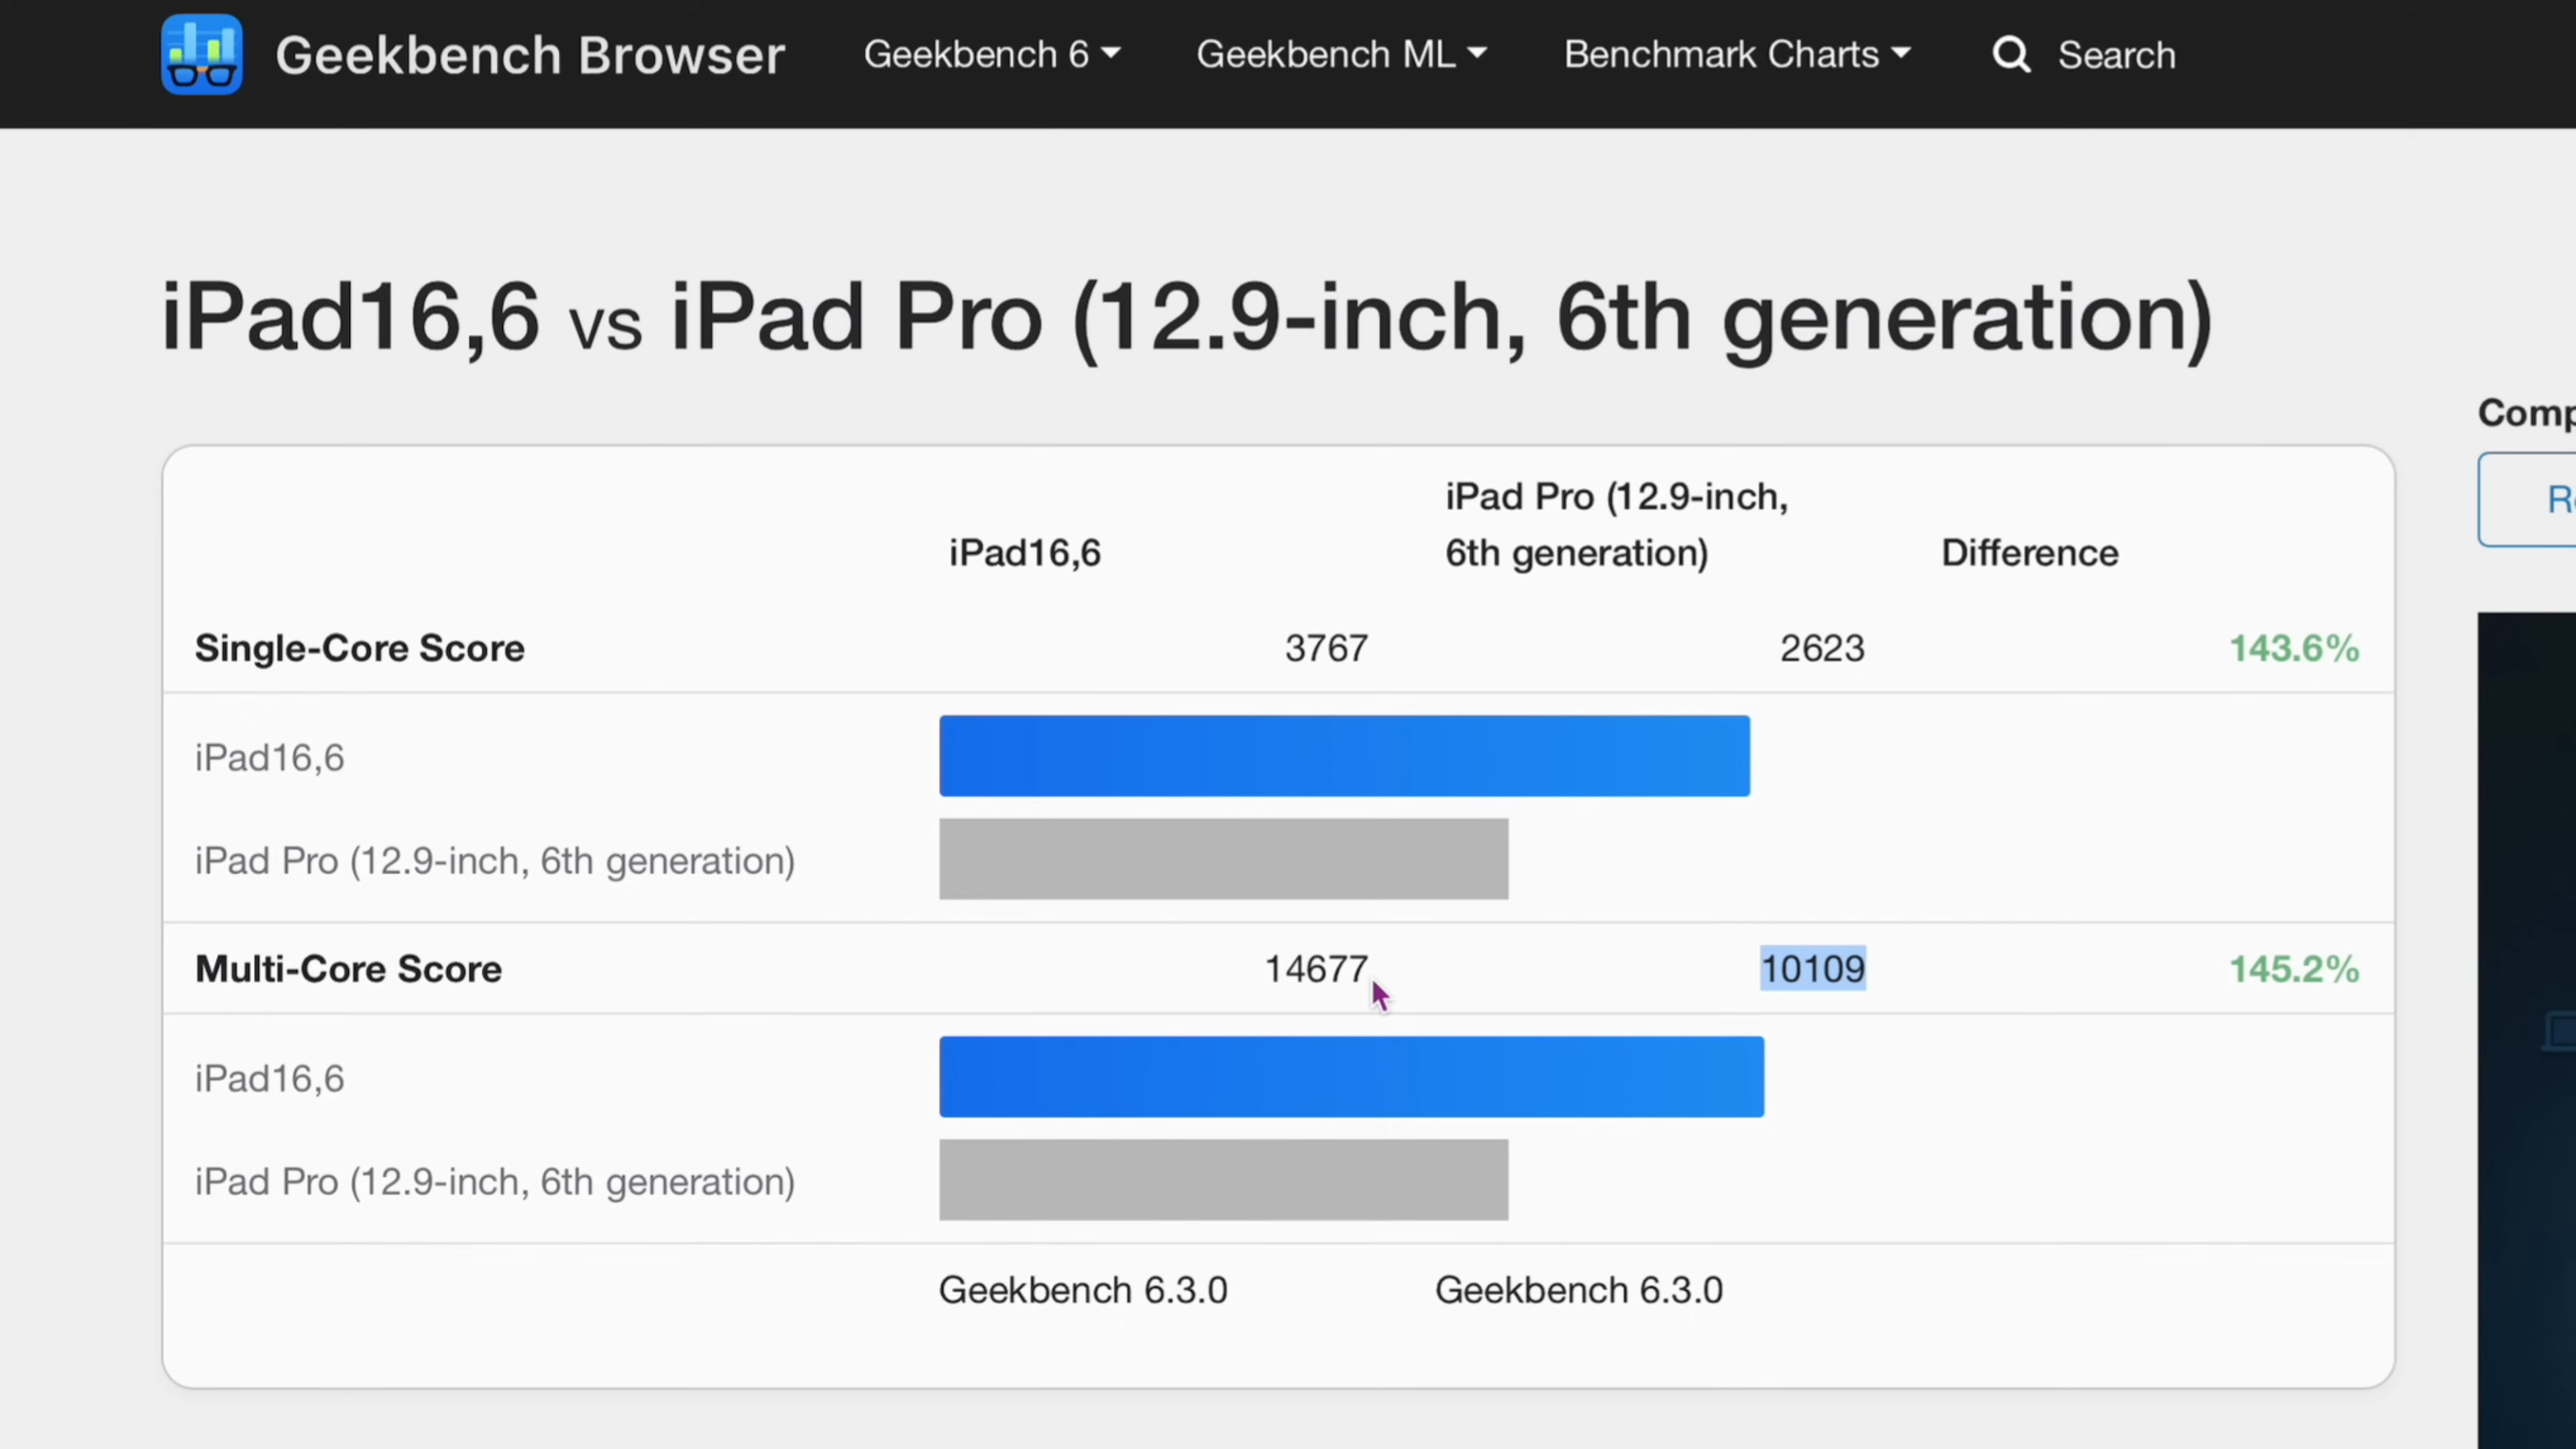 Geekbench Browser Geekbench 6 Geekbench ML Benchmark Charts Search
iPad16,6 vs iPad Pro (12.9-inch, 6th generation)
Comp
iPad16,6 iPad Pro (12.9-inch, 6th generation) Difference
Single-Core Score 3767 2623 143.6%
iPad16,6
iPad Pro (12.9-inch, 6th generation)
Multi-Core Score 14677 10109 145.2%
iPad16,6
iPad Pro (12.9-inch, 6th generation)
Geekbench 6.3.0 Geekbench 6.3.0